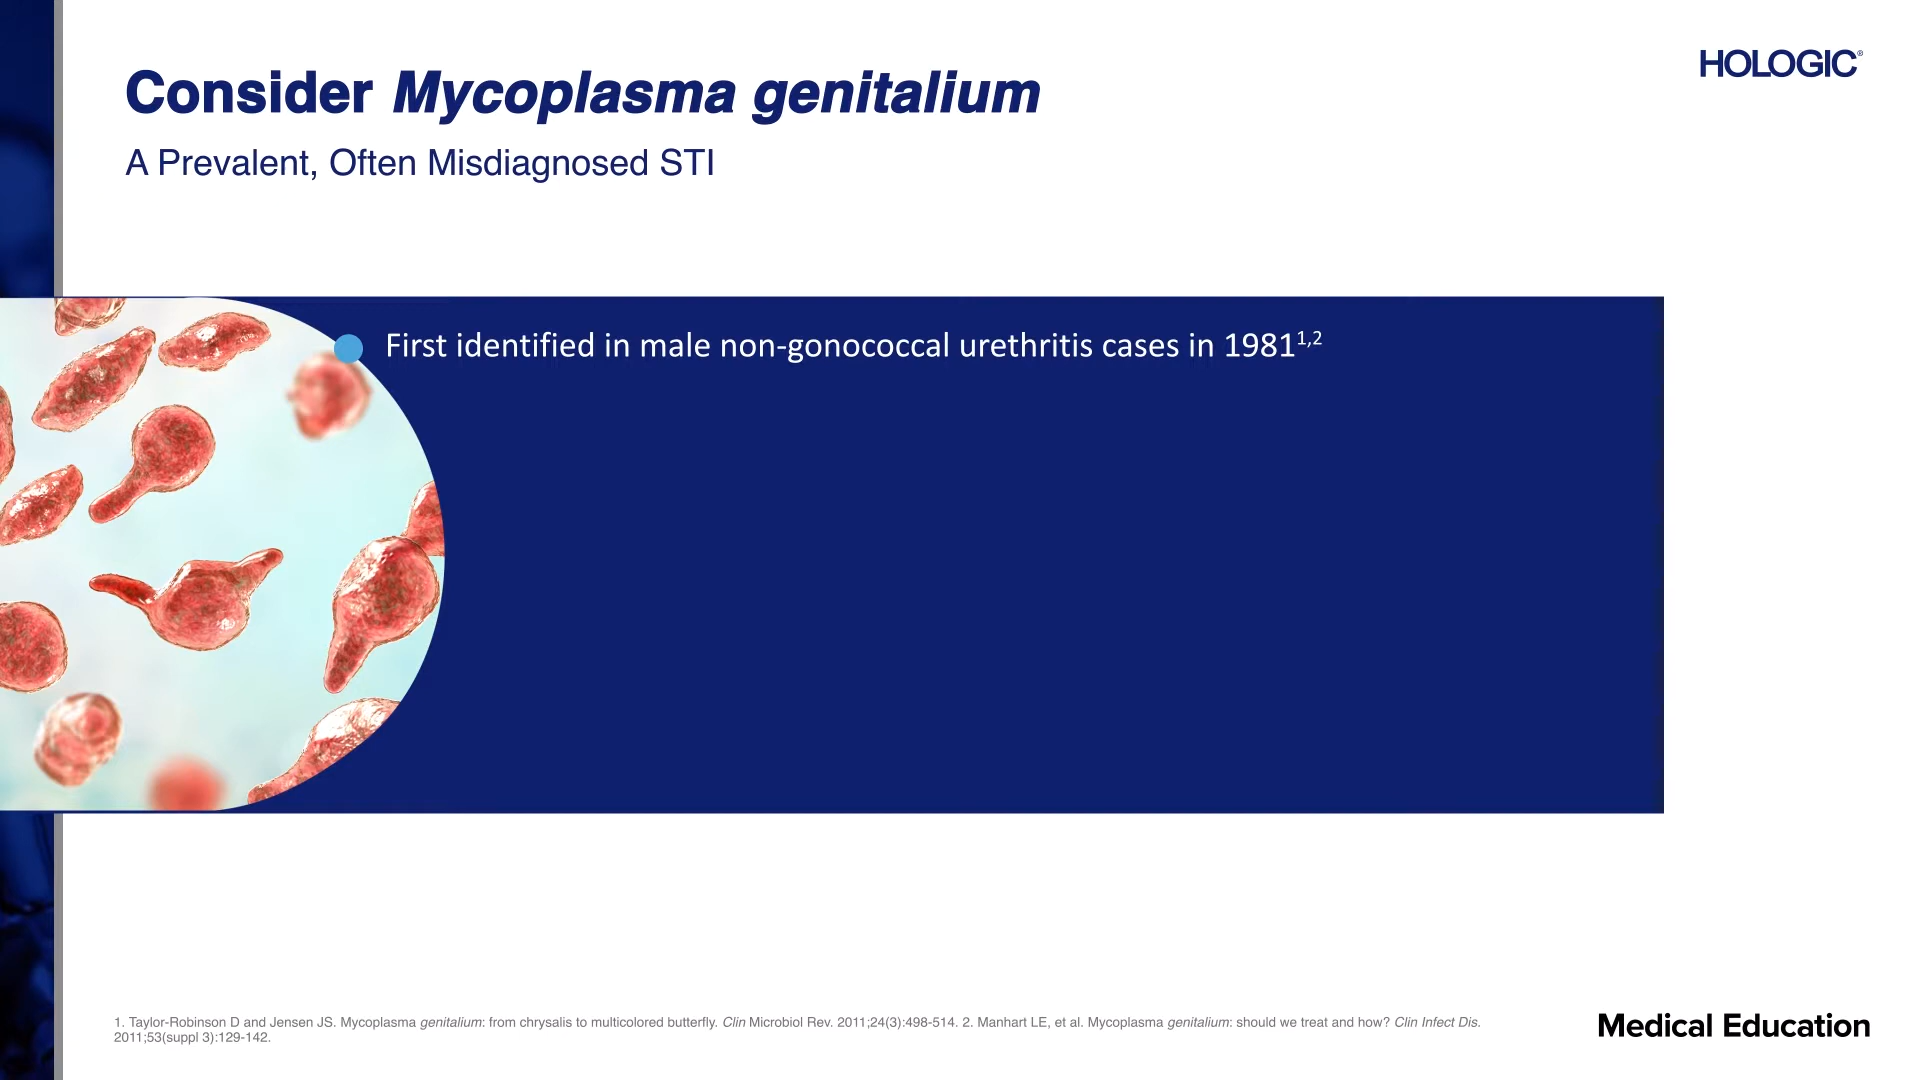 HOLOGIC®
Consider Mycoplasma genitalium
A Prevalent, Often Misdiagnosed STI
First identified in male non-gonococcal urethritis cases in 1981¹,²
1. Taylor-Robinson D and Jensen JS. Mycoplasma genitalium: from chrysalis to multicolored butterfly. Clin Microbiol Rev. 2011;24(3):498-514. 2. Manhart LE, et al. Mycoplasma genitalium: should we treat and how? Clin Infect Dis.
2011;53(suppl 3):129-142.
Medical Education